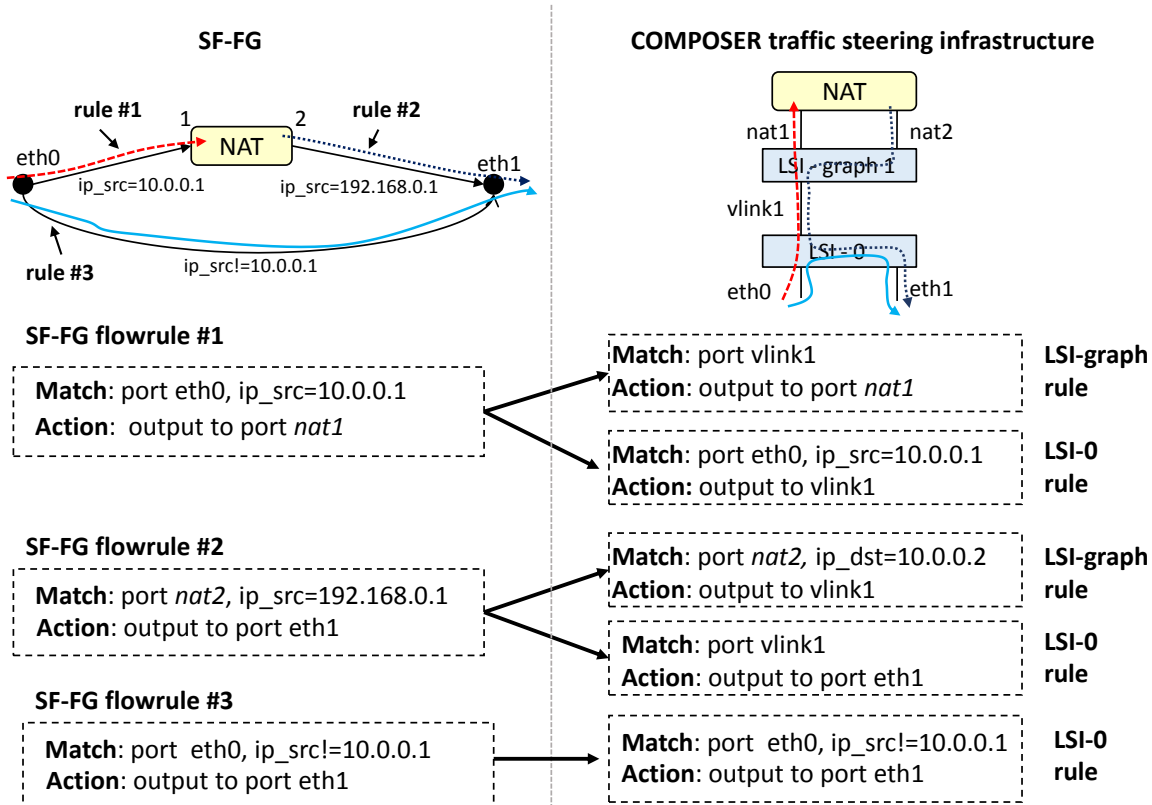 SF-FG
rule #1
1
2
rule #2
NAT
eth0
eth1
ip_src=10.0.0.1
ip_src=192.168.0.1
rule #3
ip_src!=10.0.0.1
COMPOSER traffic steering infrastructure
NAT
nat1
nat2
LSI - graph 1
vlink1
LSI - 0
eth0
eth1
SF-FG flowrule #1
Match: port eth0, ip_src=10.0.0.1
Action: output to port nat1
Match: port vlink1
Action: output to port nat1
LSI-graph
rule
Match: port eth0, ip_src=10.0.0.1
Action: output to vlink1
LSI-0
rule
SF-FG flowrule #2
Match: port nat2, ip_src=192.168.0.1
Action: output to port eth1
Match: port nat2, ip_dst=10.0.0.2
Action: output to vlink1
LSI-graph
rule
Match: port vlink1
Action: output to port eth1
LSI-0
rule
SF-FG flowrule #3
Match: port eth0, ip_src!=10.0.0.1
Action: output to port eth1
Match: port eth0, ip_src!=10.0.0.1
Action: output to port eth1
LSI-0
rule